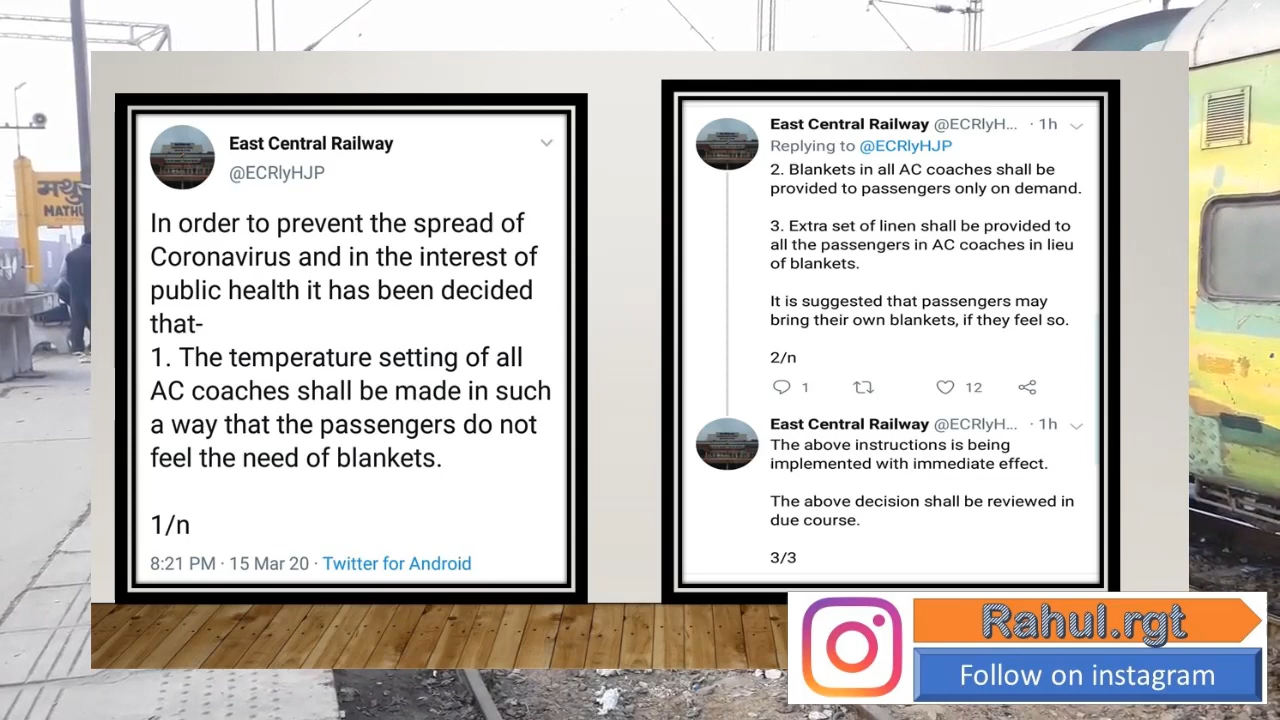 East Central Railway
@ECRlyHJP
In order to prevent the spread of
Coronavirus and in the interest of
public health it has been decided
that-
1. The temperature setting of all
AC coaches shall be made in such
a way that the passengers do not
feel the need of blankets.
1/n
8:21 PM · 15 Mar 20 · Twitter for Android
East Central Railway @ECRlyH... · 1h
Replying to @ECRlyHJP
2. Blankets in all AC coaches shall be
provided to passengers only on demand.
3. Extra set of linen shall be provided to
all the passengers in AC coaches in lieu
of blankets.
It is suggested that passengers may
bring their own blankets, if they feel so.
2/n
1
12
East Central Railway @ECRlyH... · 1h
The above instructions is being
implemented with immediate effect.
The above decision shall be reviewed in
due course.
3/3
मथु
MATHU
Rahul.rgt
Follow on instagram